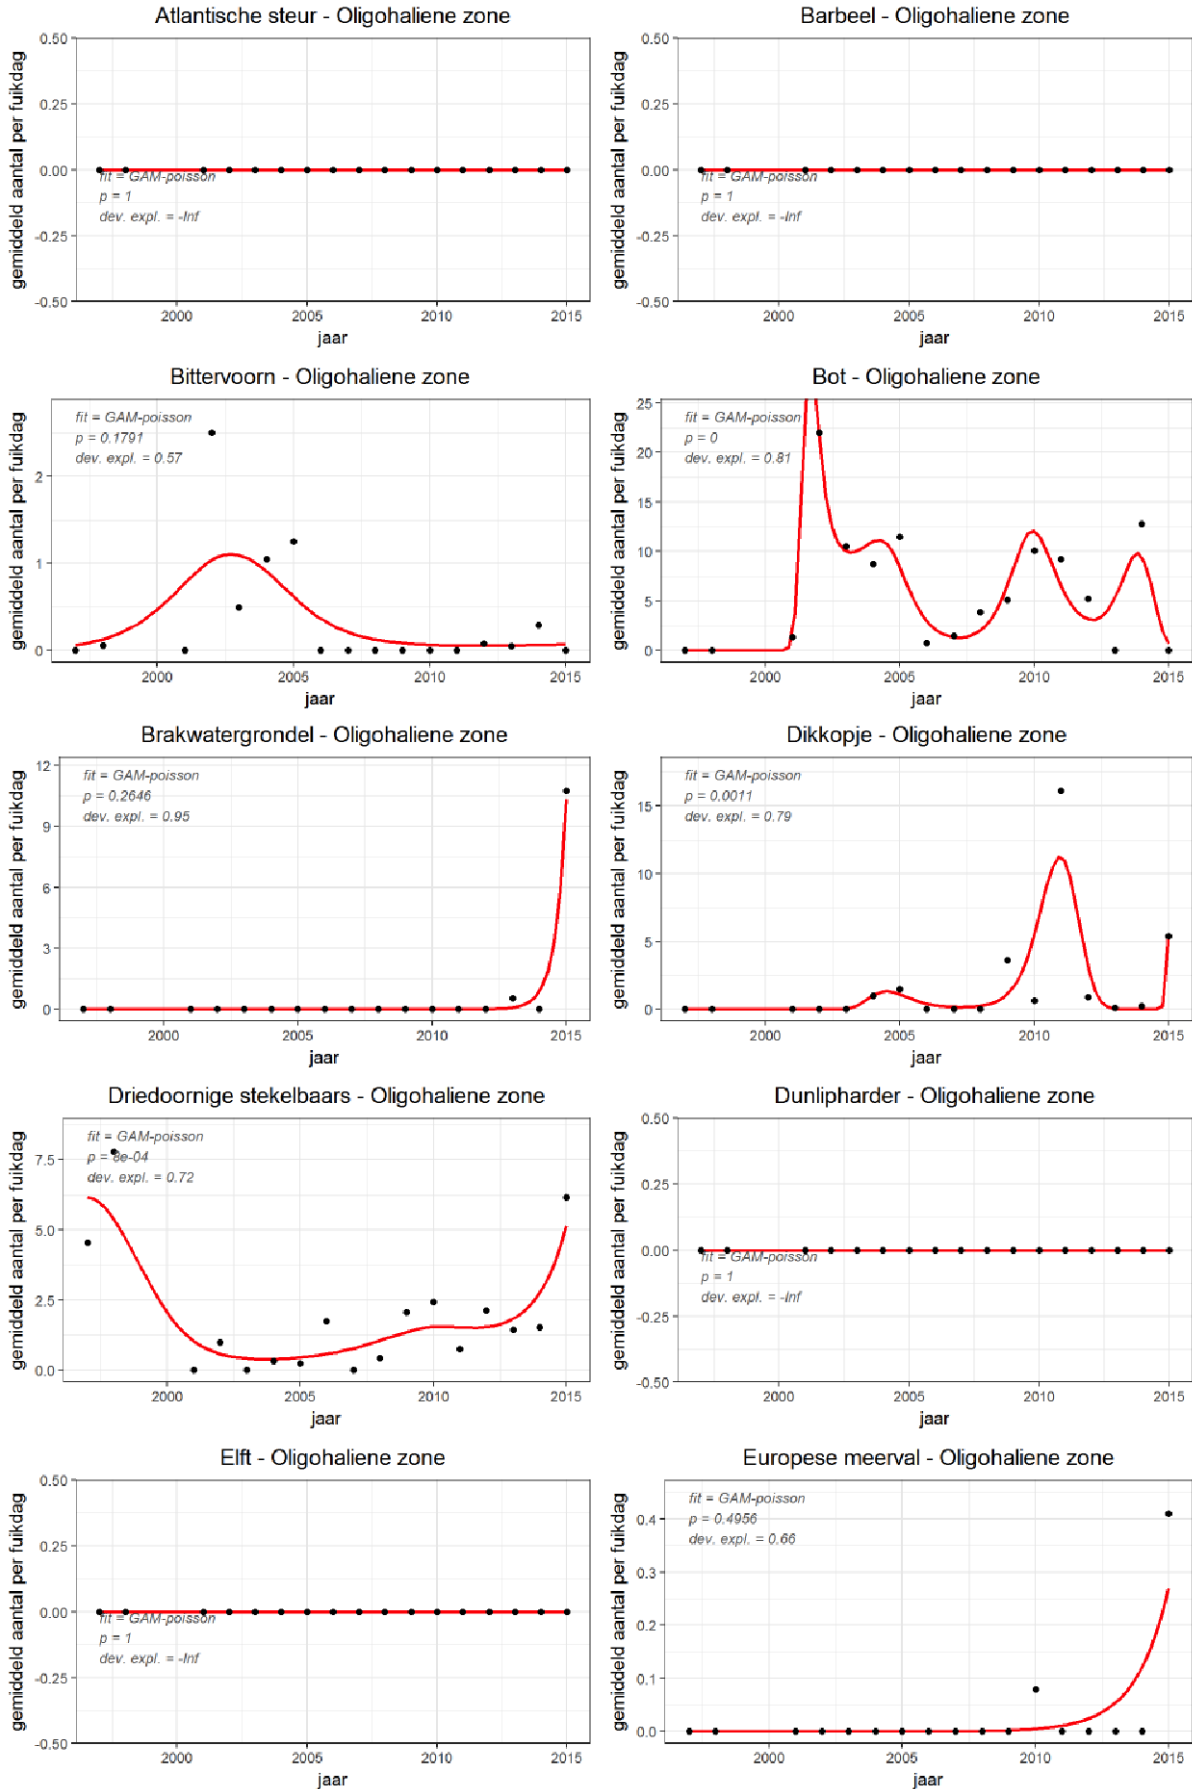 Atlantische steur - Oligohaliene zone
gemiddeld aantal per fuikdag
0.50
0.25
0.00
-0.25
-0.50
fit = GAM-poisson
p = 1
dev. expl. = -Inf
2000 2005 2010 2015
jaar
Barbeel - Oligohaliene zone
gemiddeld aantal per fuikdag
0.50
0.25
0.00
-0.25
-0.50
fit = GAM-poisson
p = 1
dev. expl. = -Inf
2000 2005 2010 2015
jaar
Bittervoorn - Oligohaliene zone
gemiddeld aantal per fuikdag
2
1
0
fit = GAM-poisson
p = 0.1791
dev. expl. = 0.57
2000 2005 2010 2015
jaar
Bot - Oligohaliene zone
gemiddeld aantal per fuikdag
25
20
15
10
5
0
fit = GAM-poisson
p = 0
dev. expl. = 0.81
2000 2005 2010 2015
jaar
Brakwatergrondel - Oligohaliene zone
gemiddeld aantal per fuikdag
12
9
6
3
0
fit = GAM-poisson
p = 0.2646
dev. expl. = 0.95
2000 2005 2010 2015
jaar
Dikkopje - Oligohaliene zone
gemiddeld aantal per fuikdag
15
10
5
0
fit = GAM-poisson
p = 0.0011
dev. expl. = 0.79
2000 2005 2010 2015
jaar
Driedoornige stekelbaars - Oligohaliene zone
gemiddeld aantal per fuikdag
7.5
5.0
2.5
0.0
fit = GAM-poisson
p = 8e-04
dev. expl. = 0.72
2000 2005 2010 2015
jaar
Dunlipharder - Oligohaliene zone
gemiddeld aantal per fuikdag
0.50
0.25
0.00
-0.25
-0.50
fit = GAM-poisson
p = 1
dev. expl. = -Inf
2000 2005 2010 2015
jaar
Elft - Oligohaliene zone
gemiddeld aantal per fuikdag
0.50
0.25
0.00
-0.25
-0.50
fit = GAM-poisson
p = 1
dev. expl. = -Inf
2000 2005 2010 2015
jaar
Europese meerval - Oligohaliene zone
gemiddeld aantal per fuikdag
0.4
0.3
0.2
0.1
0.0
fit = GAM-poisson
p = 0.4956
dev. expl. = 0.66
2000 2005 2010 2015
jaar